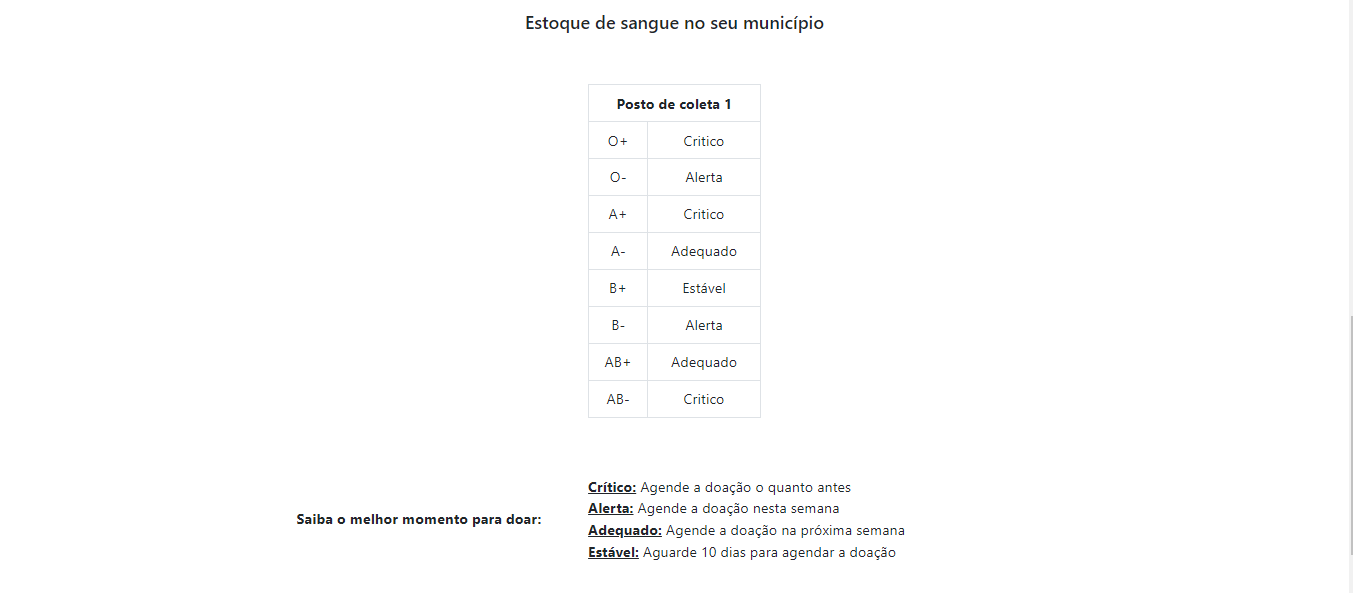 Estoque de sangue no seu município
Posto de coleta 1
O+ Critico
O- Alerta
A+ Critico
A- Adequado
B+ Estável
B- Alerta
AB+ Adequado
AB- Critico
Saiba o melhor momento para doar:
Crítico: Agende a doação o quanto antes
Alerta: Agende a doação nesta semana
Adequado: Agende a doação na próxima semana
Estável: Aguarde 10 dias para agendar a doação